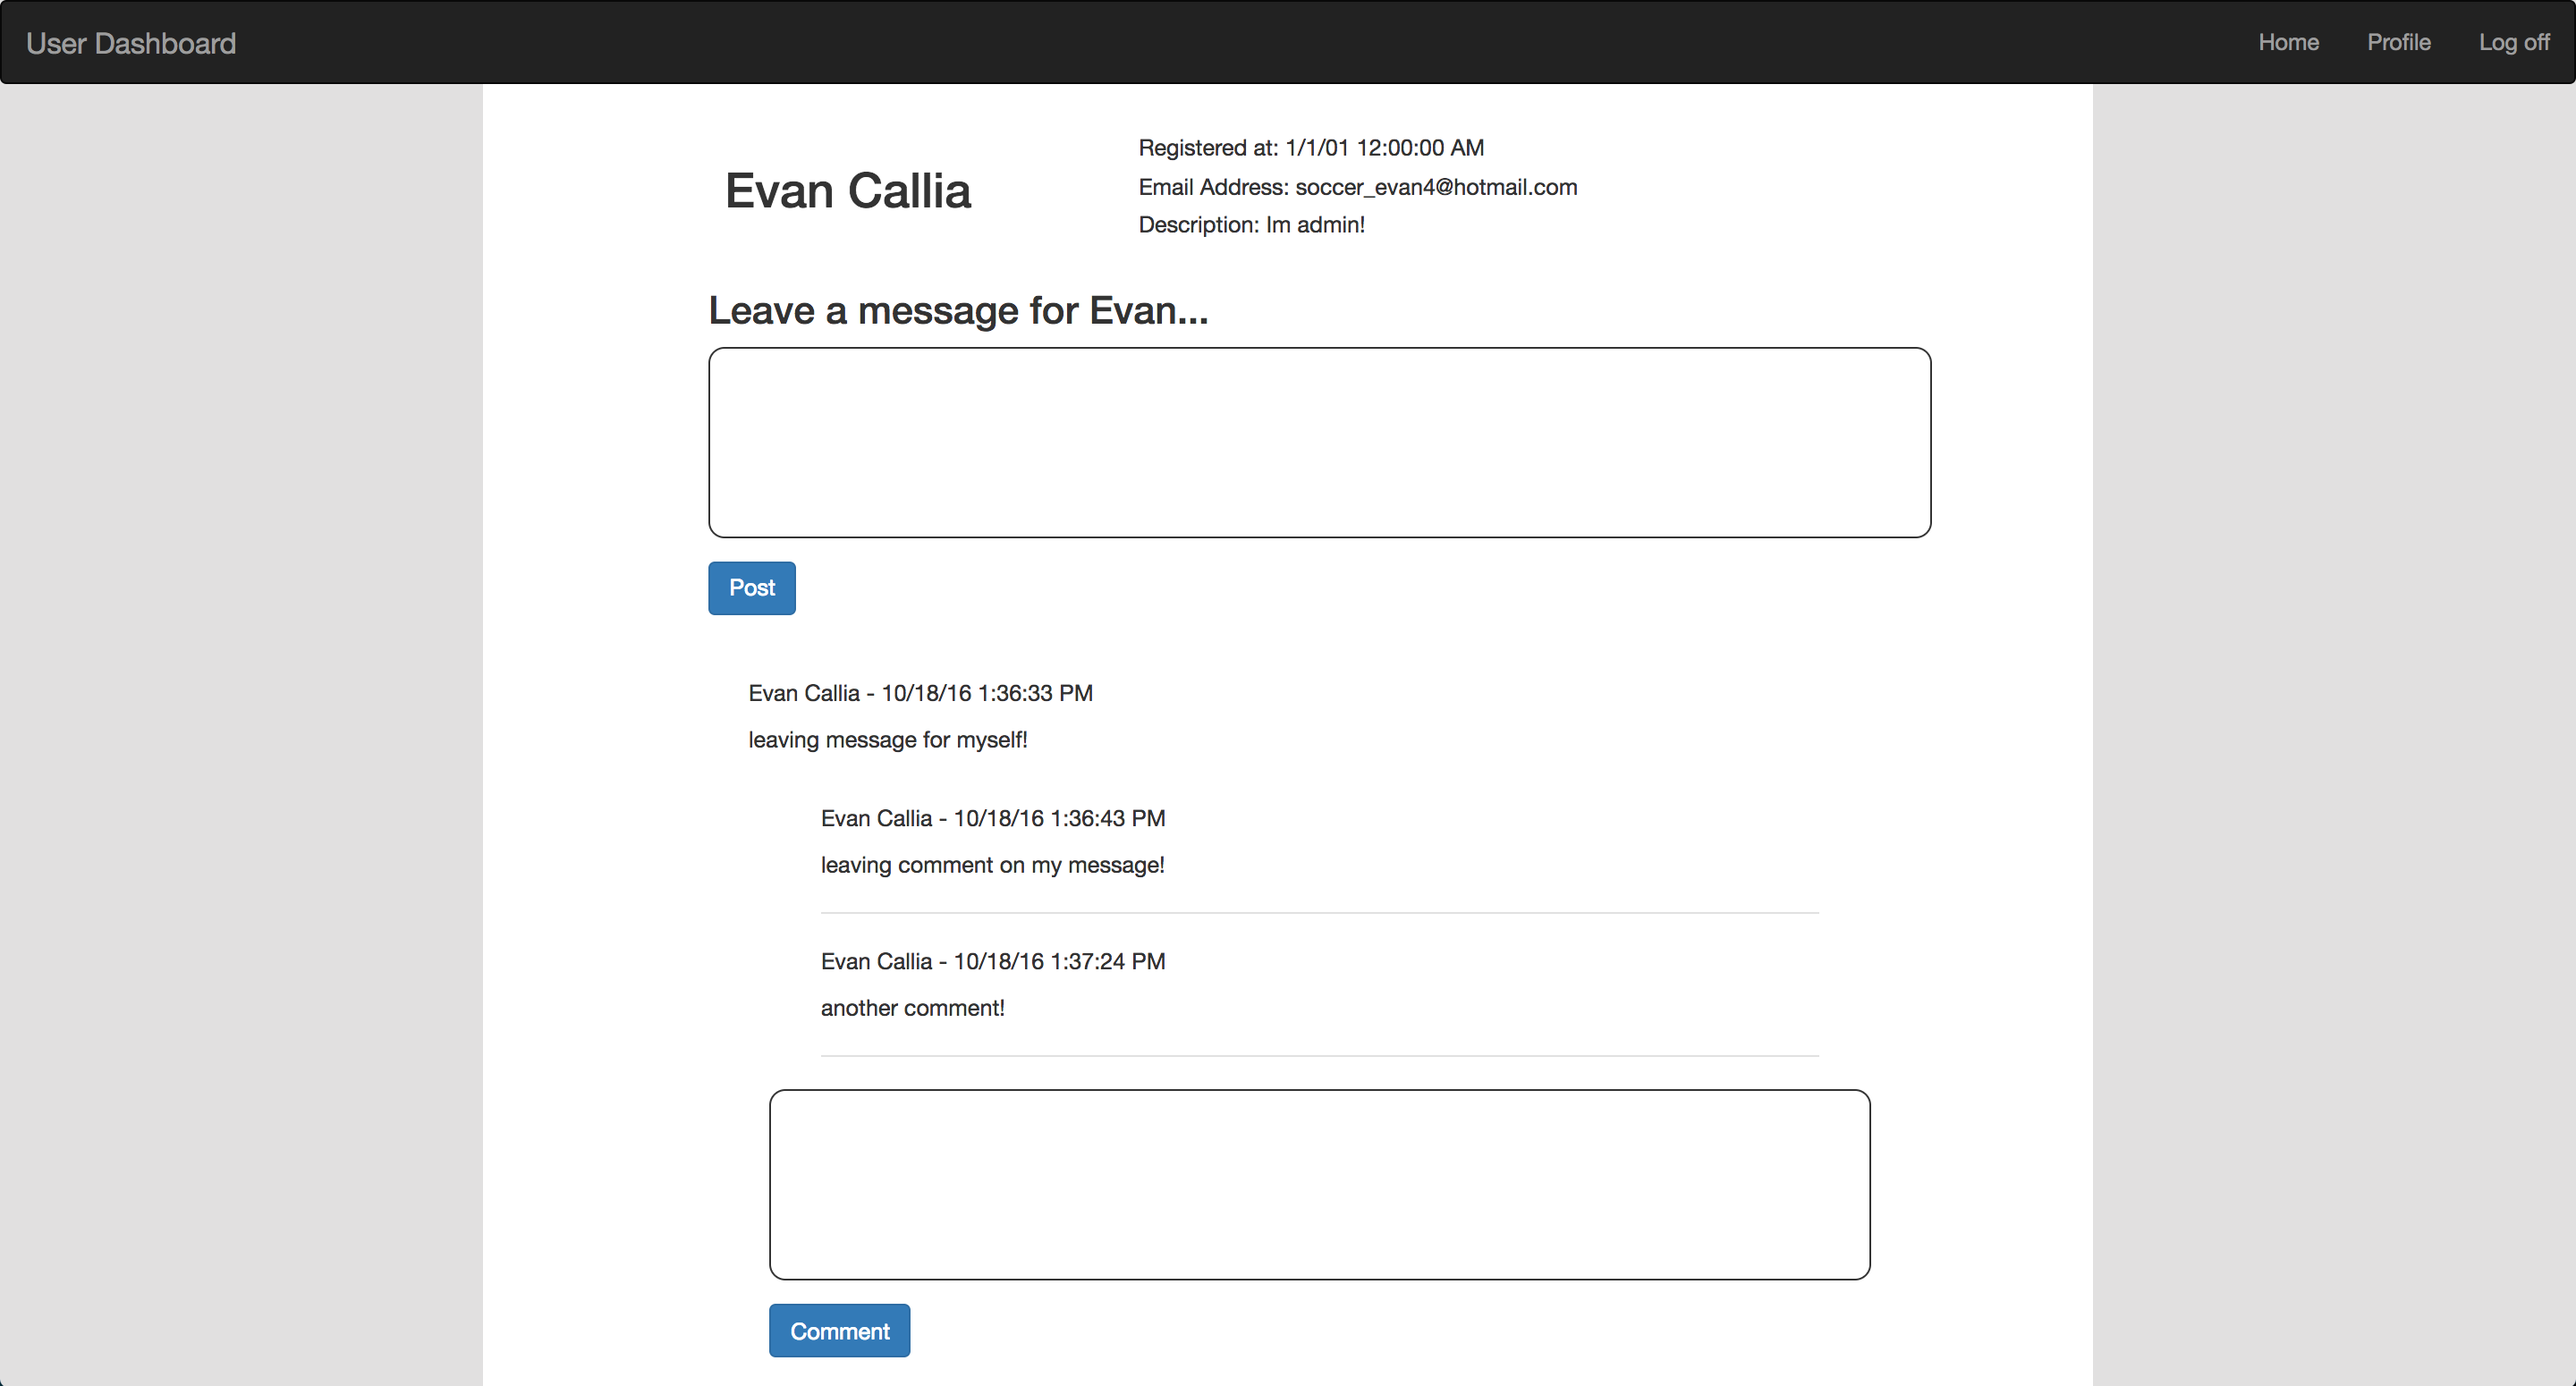 User Dashboard
Home Profile Log off
Evan Callia
Registered at: 1/1/01 12:00:00 AM
Email Address: soccer_evan4@hotmail.com
Description: Im admin!
Leave a message for Evan...
Post
Evan Callia - 10/18/16 1:36:33 PM
leaving message for myself!
Evan Callia - 10/18/16 1:36:43 PM
leaving comment on my message!
Evan Callia - 10/18/16 1:37:24 PM
another comment!
Comment